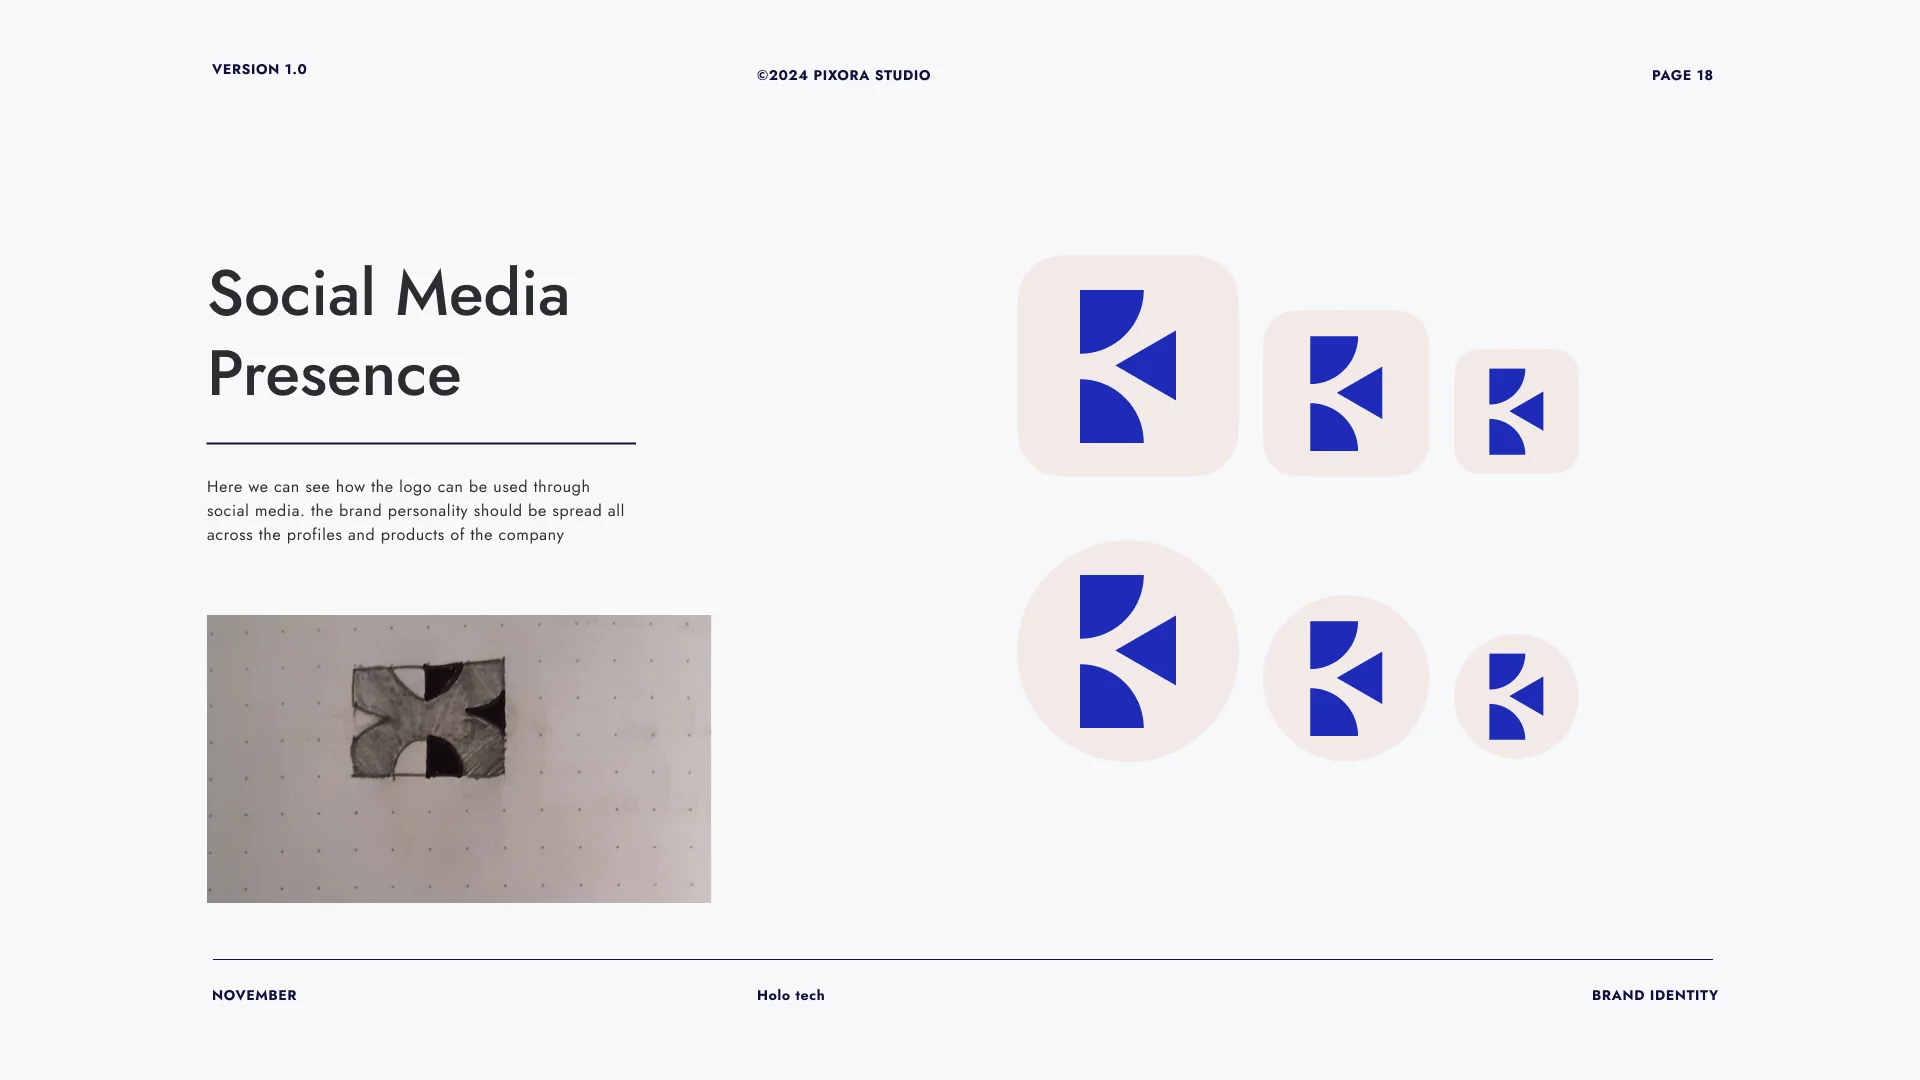 VERSION 1.0
©2024 PIXORA STUDIO
PAGE 18
Social Media
Presence
Here we can see how the logo can be used through
social media. the brand personality should be spread all
across the profiles and products of the company
NOVEMBER
Holo tech
BRAND IDENTITY